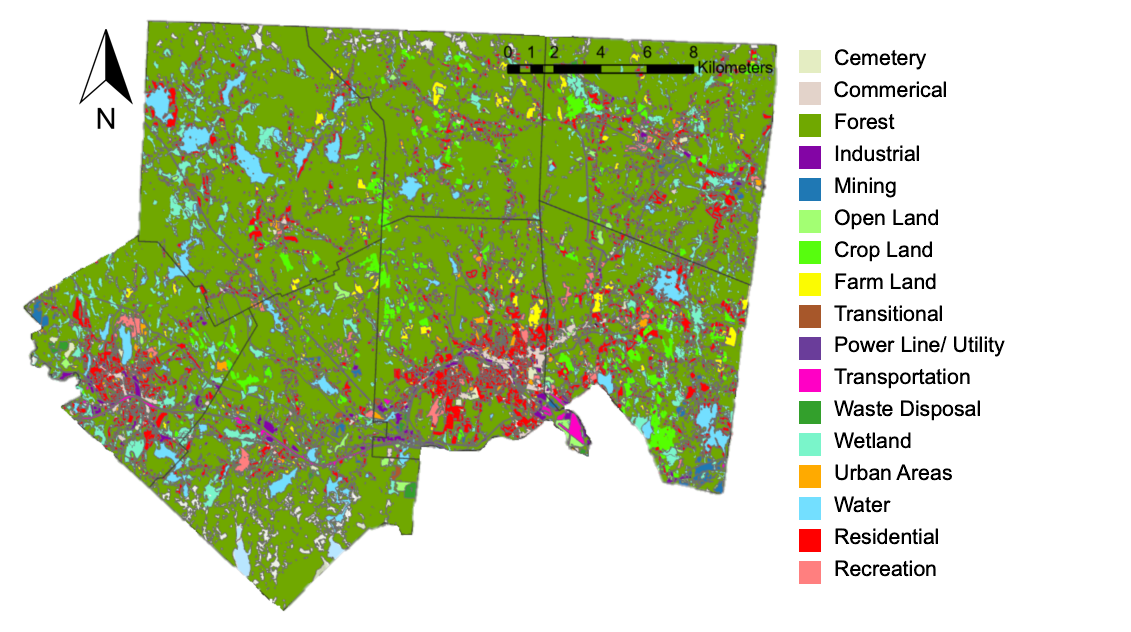 0 1 2 4 6 8
Kilometers
N
Cemetery
Commerical
Forest
Industrial
Mining
Open Land
Crop Land
Farm Land
Transitional
Power Line/ Utility
Transportation
Waste Disposal
Wetland
Urban Areas
Water
Residential
Recreation